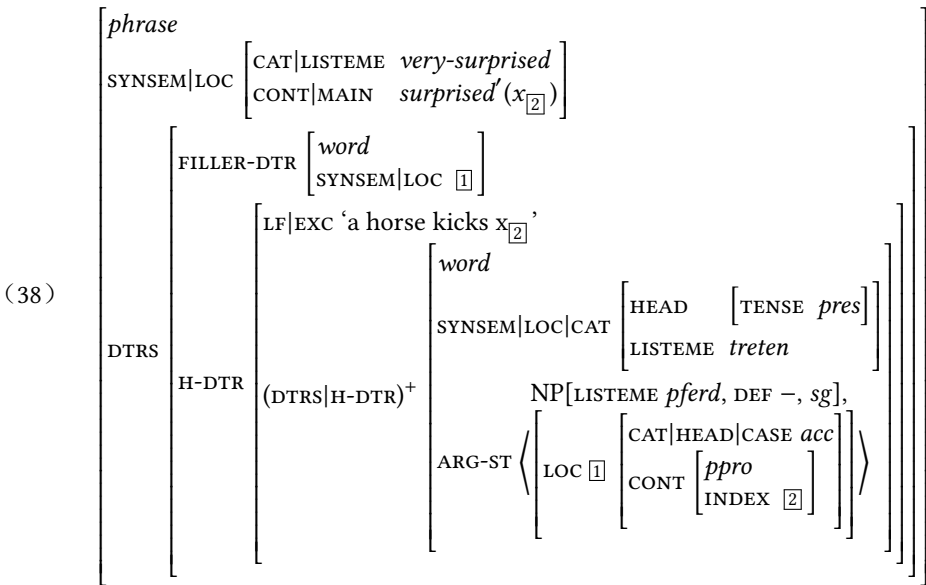 phrase
SYNSEM|LOC [CAT|LISTEME very-surprised
CONT|MAIN surprised′(x[2])]
FILLER-DTR [word
SYNSEM|LOC [1]]
LF|EXC ‘a horse kicks x[2]’
word
(38)
SYNSEM|LOC|CAT [HEAD [TENSE pres]
LISTEME treten]
DTRS
H-DTR
(DTRS|H-DTR)⁺
NP[LISTEME pferd, DEF −, sg],
ARG-ST ⟨[LOC [1] [CAT|HEAD|CASE acc
CONT [ppro
INDEX [2]]]]⟩